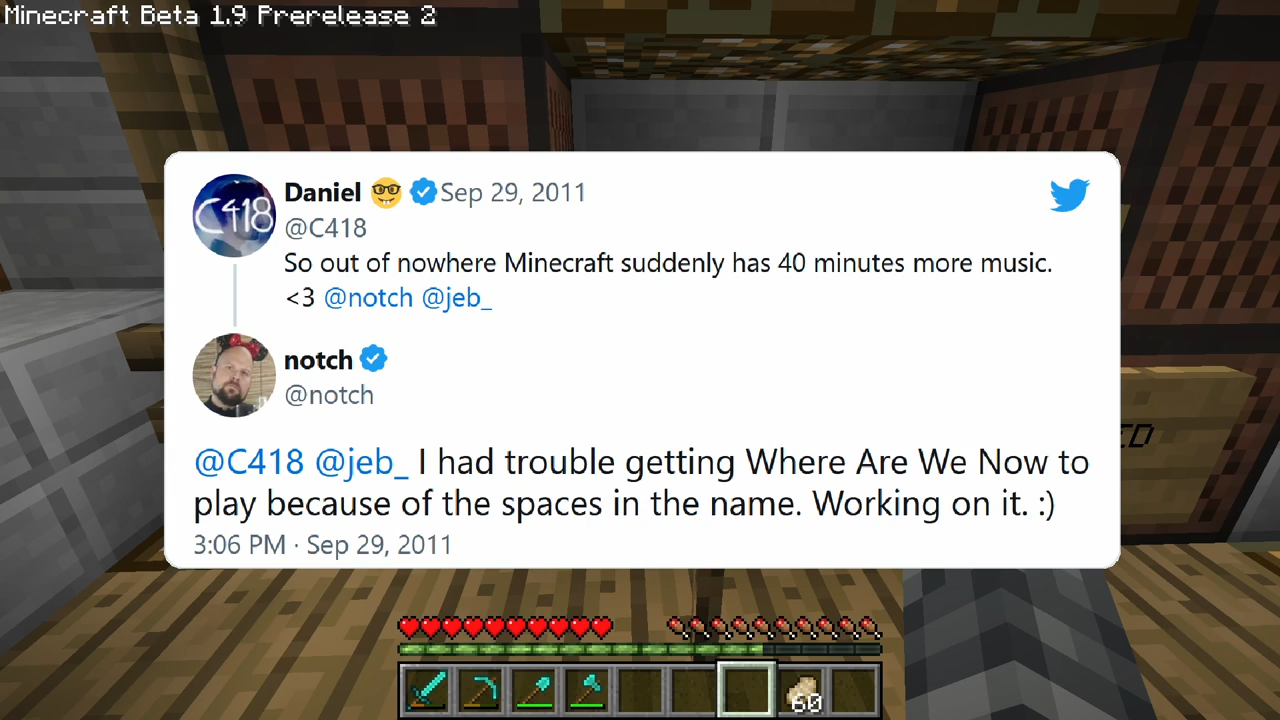 Minecraft Beta 1.9 Prerelease 2
Daniel 🤓 Sep 29, 2011
C418
@C418
So out of nowhere Minecraft suddenly has 40 minutes more music.
<3 @notch @jeb_
notch
@notch
@C418 @jeb_ I had trouble getting Where Are We Now to
play because of the spaces in the name. Working on it. :)
3:06 PM · Sep 29, 2011
60